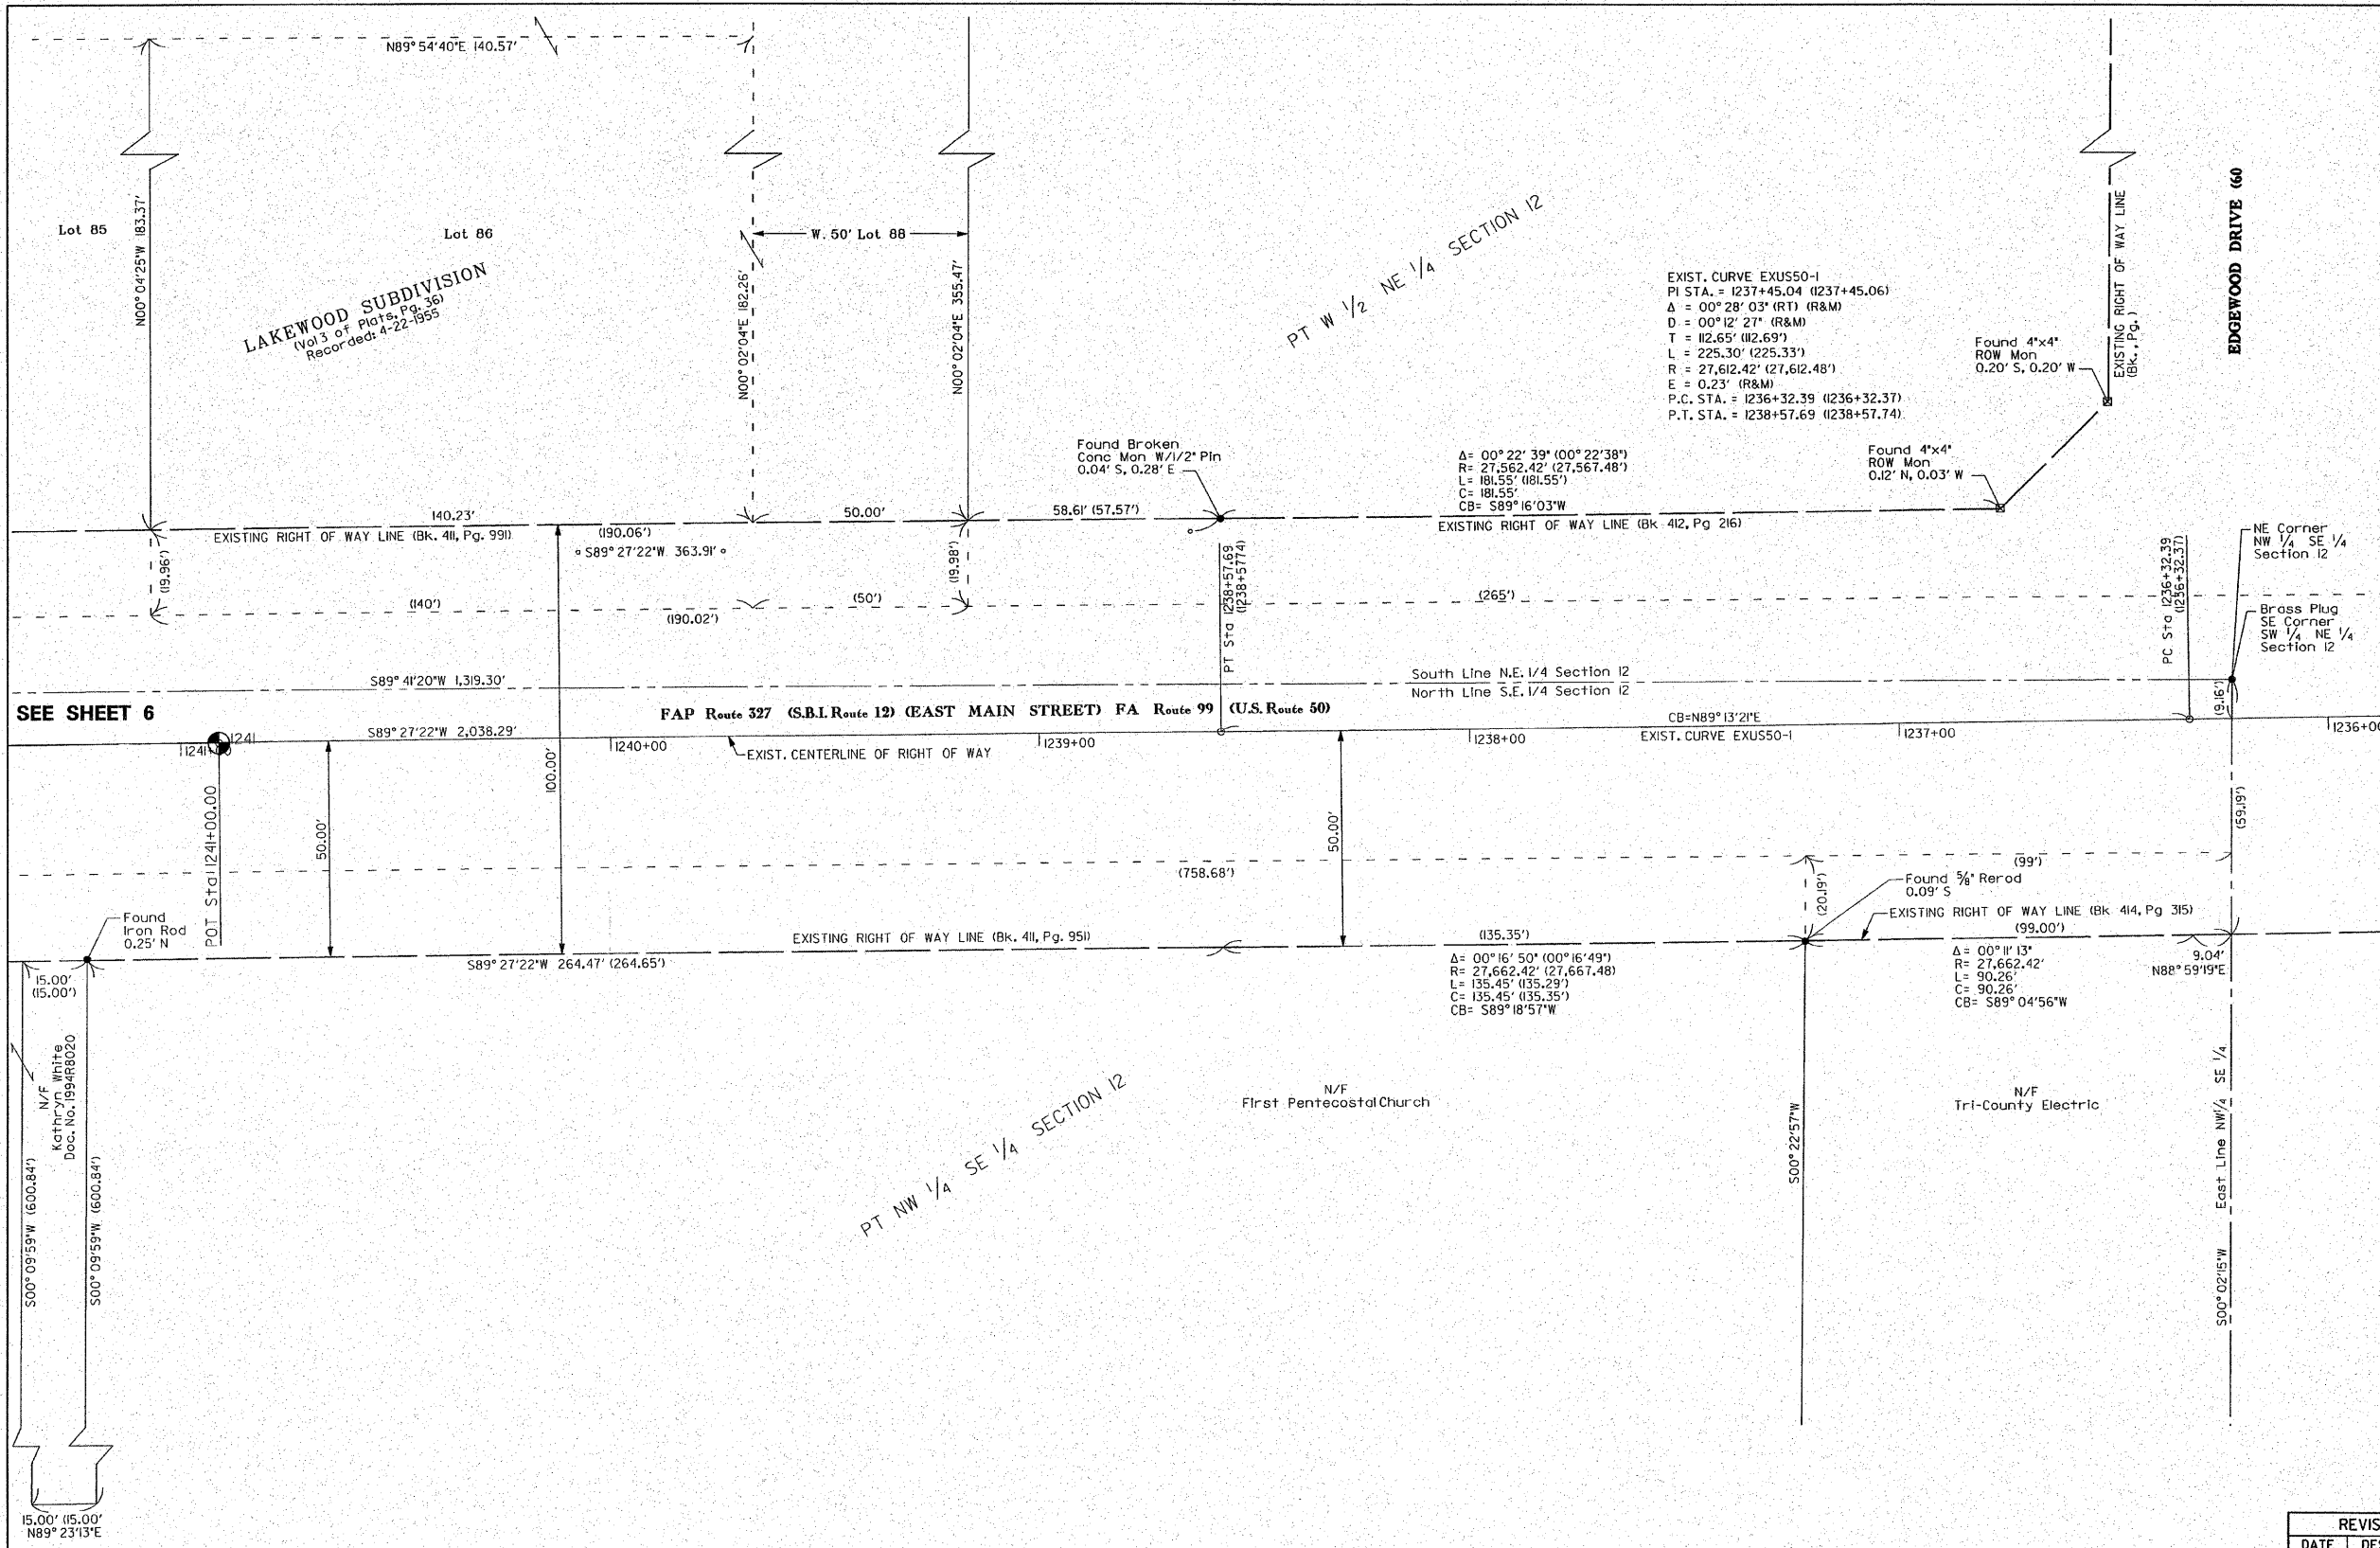 N89° 54'40"E 140.57'
N00° 04'25"W 183.37'
Lot 85
Lot 86
LAKEWOOD SUBDIVISION
(Vol 3 of Plats, Pg. 36)
Recorded: 4-22-1955
W. 50' Lot 88
N00° 02'04"E 182.26'
N00° 02'04"E 355.47'
PT W 1/2 NE 1/4 SECTION 12
EXIST. CURVE EXUS50-1
PI STA. = 1237+45.04 (1237+45.06)
Δ = 00° 28' 03" (RT) (R&M)
D = 00° 12' 27" (R&M)
T = 112.65' (112.69')
L = 225.30' (225.33')
R = 27,612.42' (27,612.48')
E = 0.23' (R&M)
P.C. STA. = 1236+32.39 (1236+32.37)
P.T. STA. = 1238+57.69 (1238+57.74)
EXISTING RIGHT OF WAY LINE
(Bk. , Pg. )
EDGEWOOD DRIVE (60
Found 4"x4"
ROW Mon
0.20' S, 0.20' W
Found 4"x4"
ROW Mon
0.12' N, 0.03' W
Found Broken
Conc Mon W/1/2" Pin
0.04' S, 0.28' E
Δ= 00° 22' 39" (00° 22'38")
R= 27,562.42' (27,567.48')
L= 181.55' (181.55')
C= 181.55'
CB= S89° 16'03"W
140.23'
50.00'
58.61' (57.57')
EXISTING RIGHT OF WAY LINE (Bk. 411, Pg. 991)
(190.06')
S89° 27'22"W 363.91'
EXISTING RIGHT OF WAY LINE (Bk 412, Pg 216)
(19.96')
(19.98')
(140')
(50')
(190.02')
(265')
PT Sta 1238+57.69
(1238+57.74)
PC Sta 1236+32.39
(1236+32.37)
NE Corner
NW 1/4 SE 1/4
Section 12
Brass Plug
SE Corner
SW 1/4 NE 1/4
Section 12
S89° 41'20"W 1,319.30'
South Line N.E. 1/4 Section 12
North Line S.E. 1/4 Section 12
(9.16')
SEE SHEET 6
FAP Route 327 (S.B.I. Route 12) (EAST MAIN STREET) FA Route 99 (U.S. Route 50)
CB=N89° 13'21"E
EXIST. CURVE EXUS50-1
S89° 27'22"W 2,038.29'
1241
1240+00
1239+00
1238+00
1237+00
1236+00
EXIST. CENTERLINE OF RIGHT OF WAY
POT Sta 1241+00.00
50.00'
100.00'
50.00'
(59.19')
(758.68')
(99')
(20.19')
Found 5/8" Rerod
0.09' S
Found
Iron Rod
0.25' N
EXISTING RIGHT OF WAY LINE (Bk 414, Pg 315)
EXISTING RIGHT OF WAY LINE (Bk. 411, Pg. 951)
(135.35')
(99.00')
S89° 27'22"W 264.47' (264.65')
15.00'
(15.00')
Δ= 00° 16' 50" (00° 16'49")
R= 27,662.42' (27,667.48)
L= 135.45' (135.29')
C= 135.45' (135.35')
CB= S89° 18'57"W
Δ= 00° 11' 13"
R= 27,662.42'
L= 90.26'
C= 90.26'
CB= S89° 04'56"W
9.04'
N88° 59'19"E
N/F
Kathryn White
Doc. No. 1994R8020
S00° 09'59"W (600.84')
S00° 09'59"W (600.84')
PT NW 1/4 SE 1/4 SECTION 12
N/F
First Pentecostal Church
S00° 22'57"W
N/F
Tri-County Electric
East Line NW 1/4 SE 1/4
S00° 02'15"W
15.00' (15.00'
N89° 23'13"E
REVIS
DATE DE